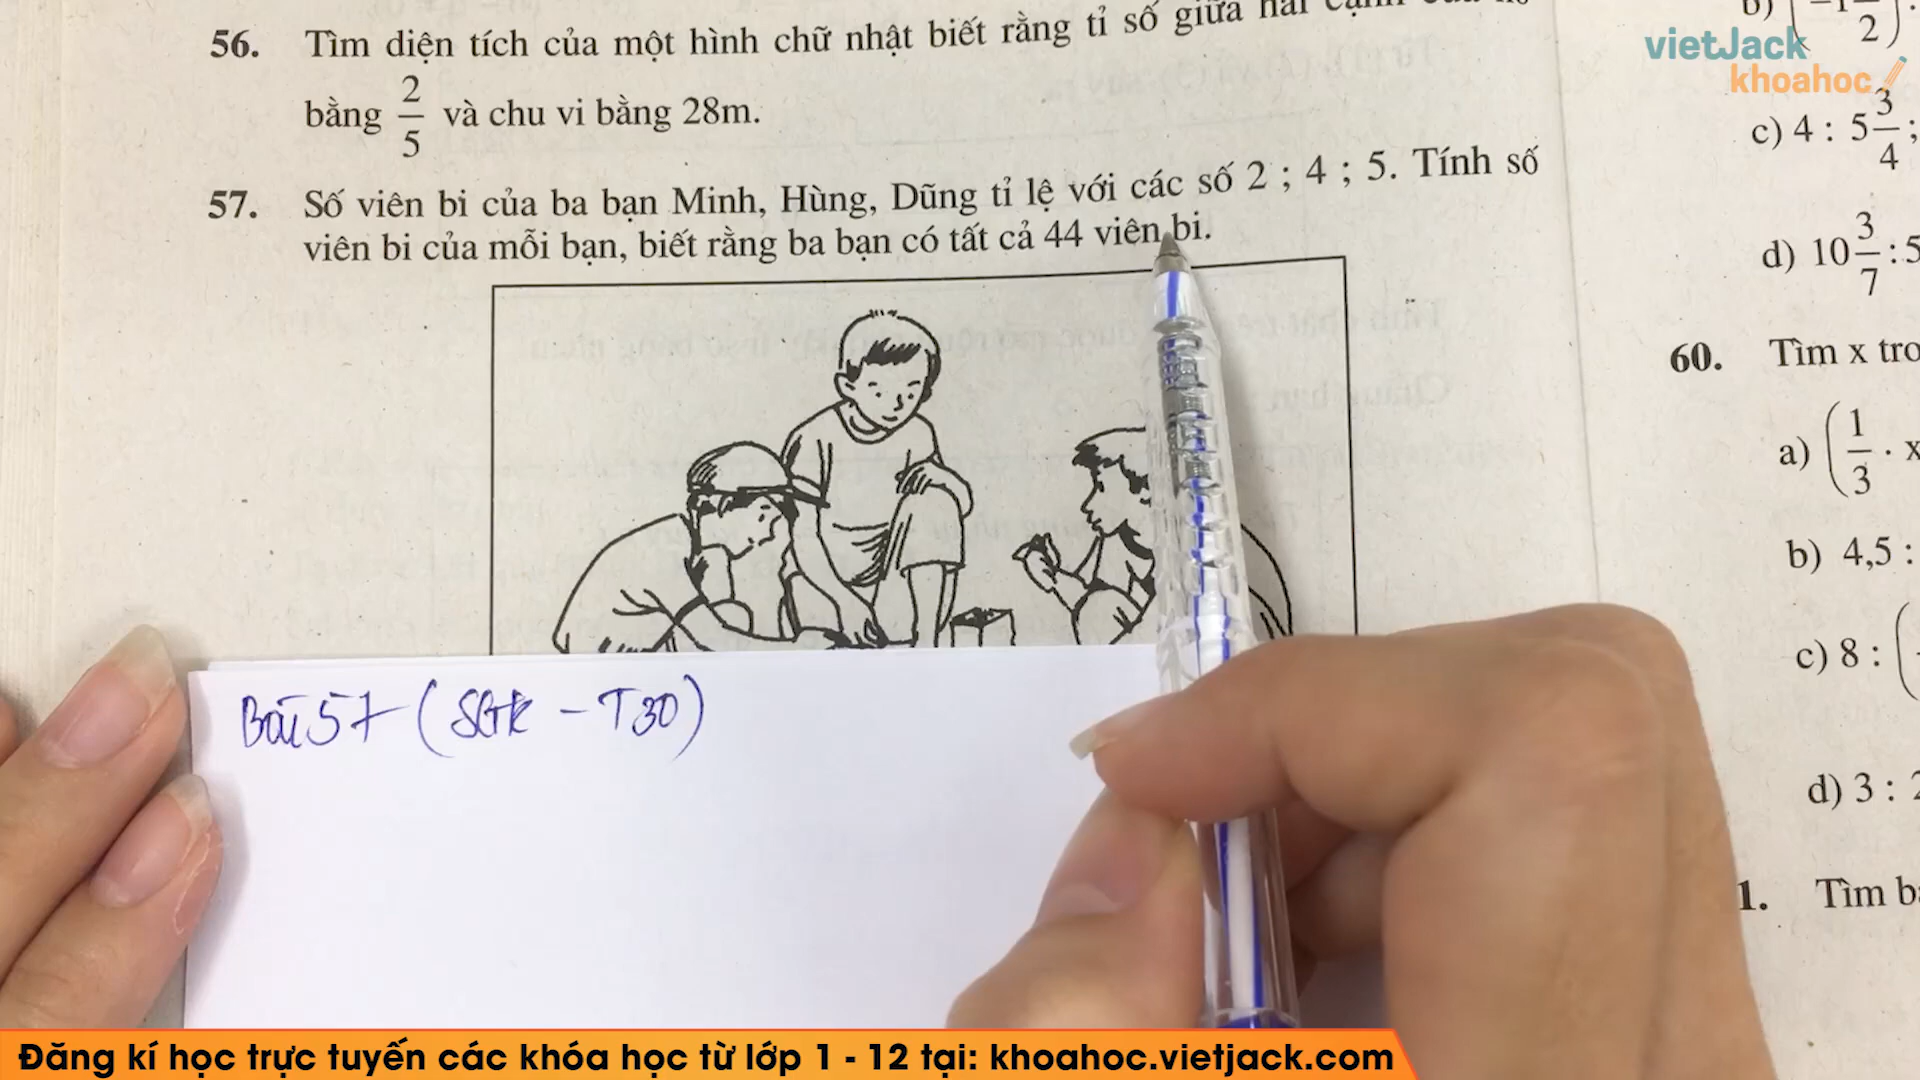 56. Tìm diện tích của một hình chữ nhật biết rằng tỉ số giữa hai cạnh
bằng 2/5 và chu vi bằng 28m.
57. Số viên bi của ba bạn Minh, Hùng, Dũng tỉ lệ với các số 2 ; 4 ; 5. Tính số
viên bi của mỗi bạn, biết rằng ba bạn có tất cả 44 viên bi.
Bài 57 (SGK - T30)
b) (-1 1/2)
c) 4 : 5 3/4 ;
d) 10 3/7 : 5
60. Tìm x tro
a) (1/3 . x
b) 4,5 :
c) 8 : (
d) 3 : 2
1. Tìm b
vietJack
khoahoc
Đăng kí học trực tuyến các khóa học từ lớp 1 - 12 tại: khoahoc.vietjack.com